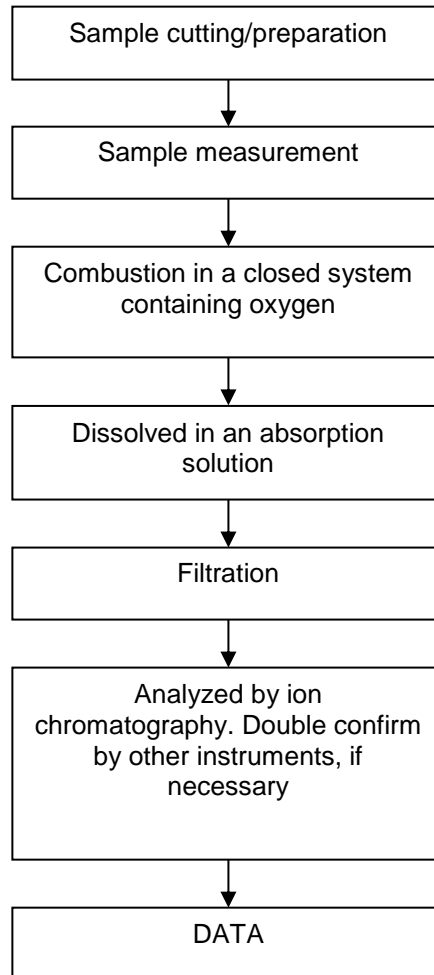 Sample cutting/preparation
Sample measurement
Combustion in a closed system
containing oxygen
Dissolved in an absorption
solution
Filtration
Analyzed by ion
chromatography. Double confirm
by other instruments, if
necessary
DATA